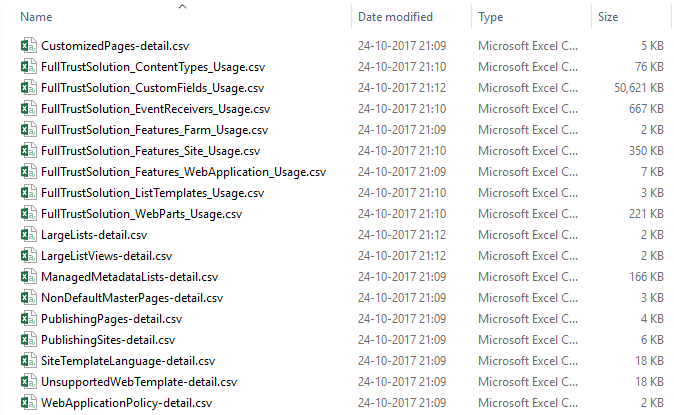 Name Date modified Type Size
CustomizedPages-detail.csv 24-10-2017 21:09 Microsoft Excel C... 5 KB
FullTrustSolution_ContentTypes_Usage.csv 24-10-2017 21:10 Microsoft Excel C... 76 KB
FullTrustSolution_CustomFields_Usage.csv 24-10-2017 21:12 Microsoft Excel C... 50,621 KB
FullTrustSolution_EventReceivers_Usage.csv 24-10-2017 21:10 Microsoft Excel C... 667 KB
FullTrustSolution_Features_Farm_Usage.csv 24-10-2017 21:09 Microsoft Excel C... 2 KB
FullTrustSolution_Features_Site_Usage.csv 24-10-2017 21:10 Microsoft Excel C... 350 KB
FullTrustSolution_Features_WebApplication_Usage.csv 24-10-2017 21:09 Microsoft Excel C... 7 KB
FullTrustSolution_ListTemplates_Usage.csv 24-10-2017 21:10 Microsoft Excel C... 3 KB
FullTrustSolution_WebParts_Usage.csv 24-10-2017 21:10 Microsoft Excel C... 221 KB
LargeLists-detail.csv 24-10-2017 21:12 Microsoft Excel C... 2 KB
LargeListViews-detail.csv 24-10-2017 21:12 Microsoft Excel C... 2 KB
ManagedMetadataLists-detail.csv 24-10-2017 21:09 Microsoft Excel C... 166 KB
NonDefaultMasterPages-detail.csv 24-10-2017 21:09 Microsoft Excel C... 3 KB
PublishingPages-detail.csv 24-10-2017 21:09 Microsoft Excel C... 4 KB
PublishingSites-detail.csv 24-10-2017 21:09 Microsoft Excel C... 6 KB
SiteTemplateLanguage-detail.csv 24-10-2017 21:09 Microsoft Excel C... 18 KB
UnsupportedWebTemplate-detail.csv 24-10-2017 21:09 Microsoft Excel C... 18 KB
WebApplicationPolicy-detail.csv 24-10-2017 21:09 Microsoft Excel C... 2 KB